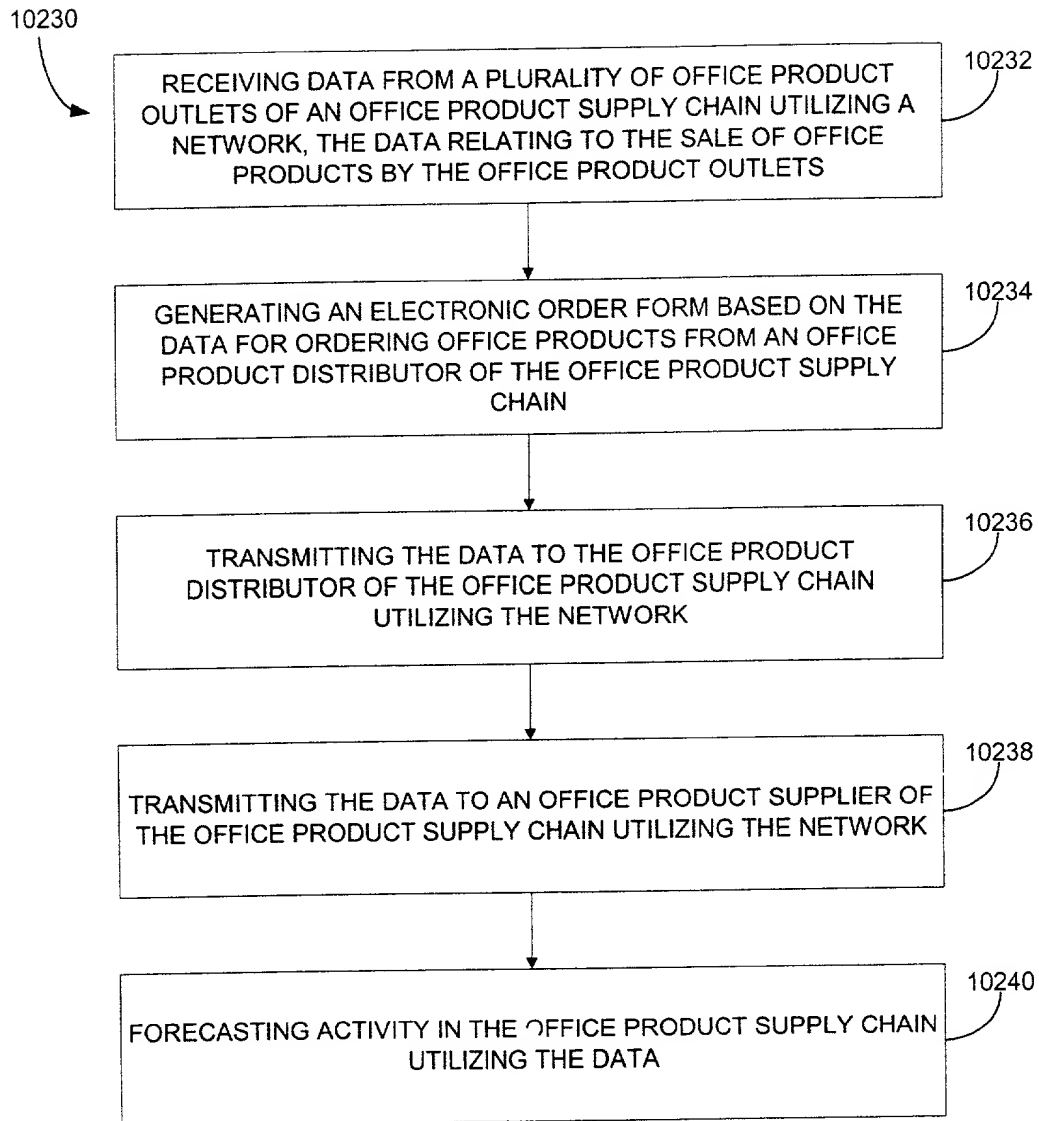 10230
RECEIVING DATA FROM A PLURALITY OF OFFICE PRODUCT
OUTLETS OF AN OFFICE PRODUCT SUPPLY CHAIN UTILIZING A
NETWORK, THE DATA RELATING TO THE SALE OF OFFICE
PRODUCTS BY THE OFFICE PRODUCT OUTLETS
10232
GENERATING AN ELECTRONIC ORDER FORM BASED ON THE
DATA FOR ORDERING OFFICE PRODUCTS FROM AN OFFICE
PRODUCT DISTRIBUTOR OF THE OFFICE PRODUCT SUPPLY
CHAIN
10234
TRANSMITTING THE DATA TO THE OFFICE PRODUCT
DISTRIBUTOR OF THE OFFICE PRODUCT SUPPLY CHAIN
UTILIZING THE NETWORK
10236
TRANSMITTING THE DATA TO AN OFFICE PRODUCT SUPPLIER OF
THE OFFICE PRODUCT SUPPLY CHAIN UTILIZING THE NETWORK
10238
FORECASTING ACTIVITY IN THE OFFICE PRODUCT SUPPLY CHAIN
UTILIZING THE DATA
10240